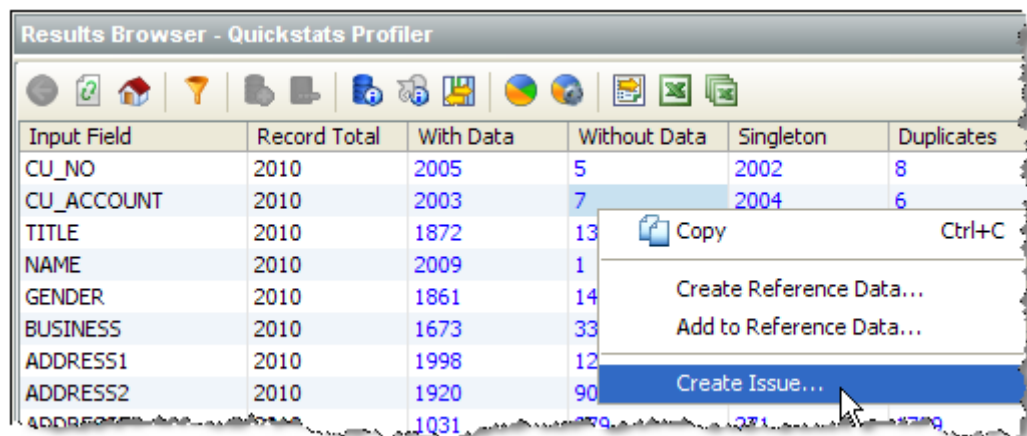 Results Browser - Quickstats Profiler
Input Field Record Total With Data Without Data Singleton Duplicates
CU_NO 2010 2005 5 2002 8
CU_ACCOUNT 2010 2003 7 2004 6
TITLE 2010 1872 13
Copy Ctrl+C
NAME 2010 2009 1
GENDER 2010 1861 14
Create Reference Data...
BUSINESS 2010 1673 33
Add to Reference Data...
ADDRESS1 2010 1998 12
ADDRESS2 2010 1920 90
Create Issue...
1031